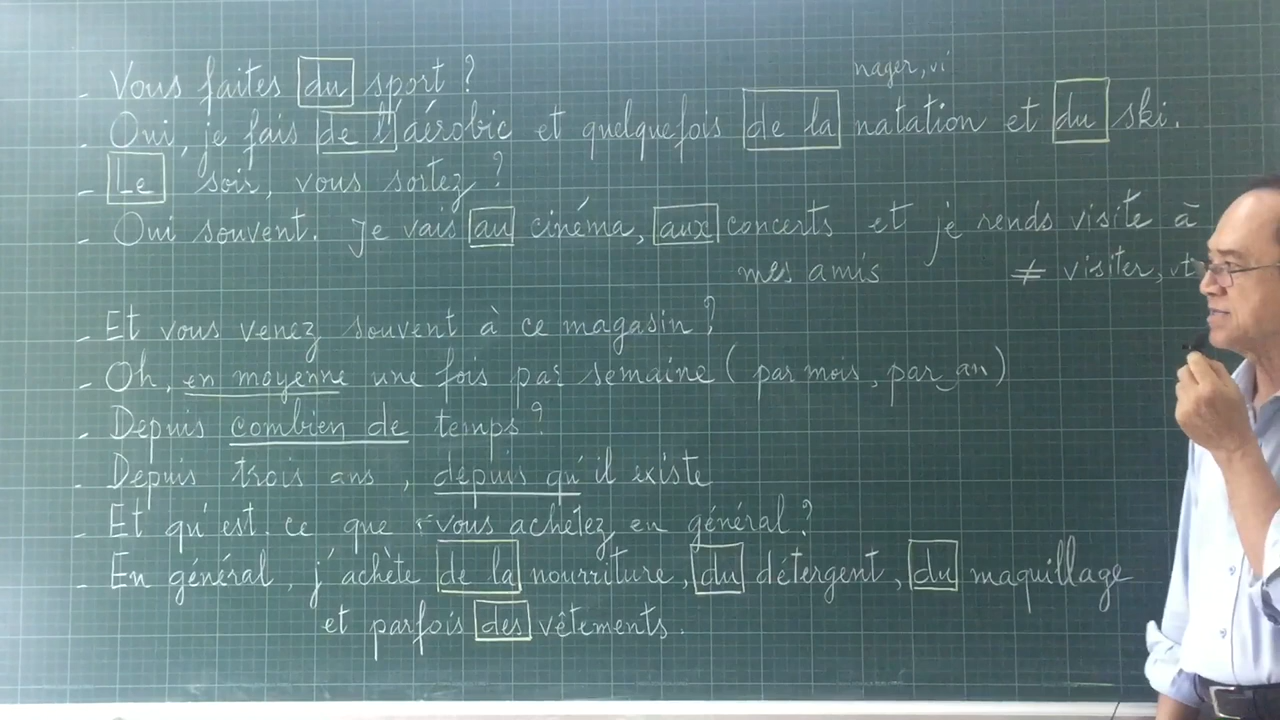 nager, vi
- Vous faites du sport ?
- Oui, je fais de l'aérobic et quelquefois de la natation et du ski.
- Le soir, vous sortez ?
- Oui souvent. Je vais au cinéma, aux concerts et je rends visite à
mes amis ≠ visiter, vt
- Et vous venez souvent à ce magasin ?
- Oh, en moyenne une fois par semaine ( par mois, par an )
- Depuis combien de temps ?
- Depuis trois ans, depuis qu'il existe
- Et qu'est-ce que vous achetez en général ?
- En général, j'achète de la nourriture, du détergent, du maquillage
et parfois des vêtements.